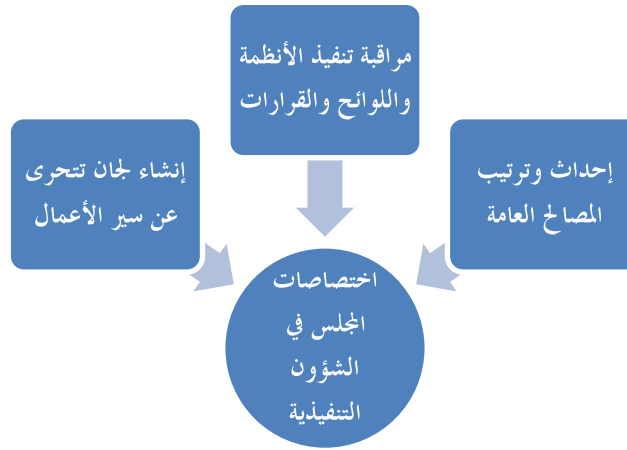 مراقبة تنفيذ الأنظمة
واللوائح والقرارات
إحداث وترتيب
المصالح العامة
إنشاء لجان تتحرى
عن سير الأعمال
اختصاصات
المجلس في
الشؤون
التنفيذية